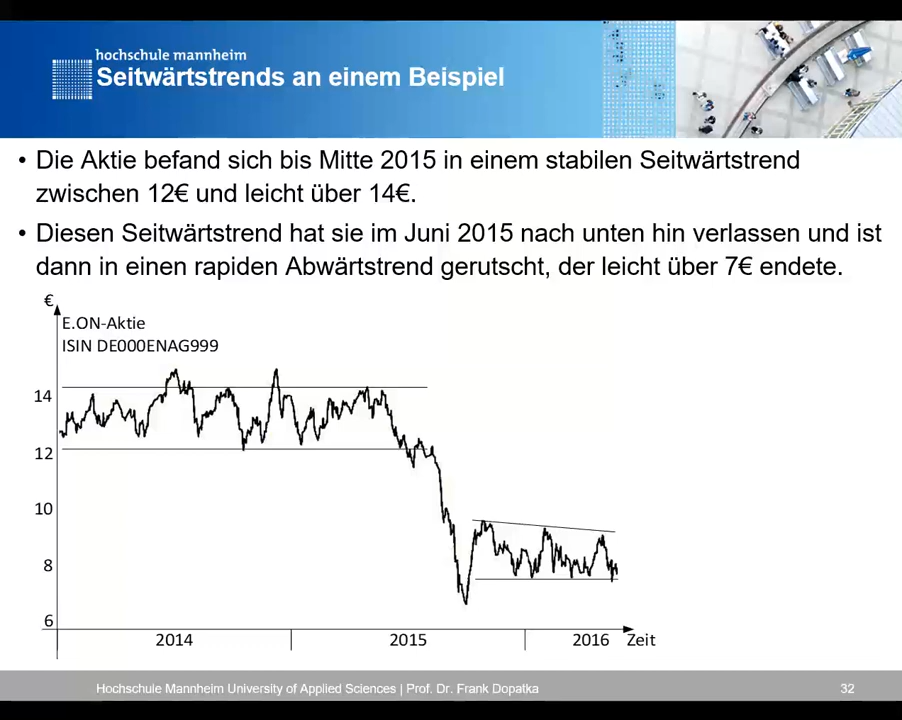 hochschule mannheim
Seitwärtstrends an einem Beispiel
• Die Aktie befand sich bis Mitte 2015 in einem stabilen Seitwärtstrend
zwischen 12€ und leicht über 14€.
• Diesen Seitwärtstrend hat sie im Juni 2015 nach unten hin verlassen und ist
dann in einen rapiden Abwärtstrend gerutscht, der leicht über 7€ endete.
€
E.ON-Aktie
ISIN DE000ENAG999
14
12
10
8
6
2014 2015 2016 Zeit
Hochschule Mannheim University of Applied Sciences | Prof. Dr. Frank Dopatka 32